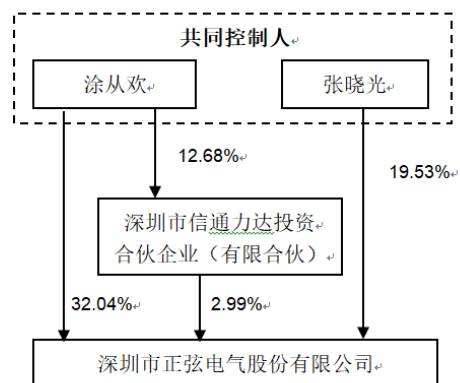 共同控制人
涂从欢
张晓光
12.68%
19.53%
深圳市信通力达投资
合伙企业（有限合伙）
32.04%
2.99%
深圳市正弦电气股份有限公司